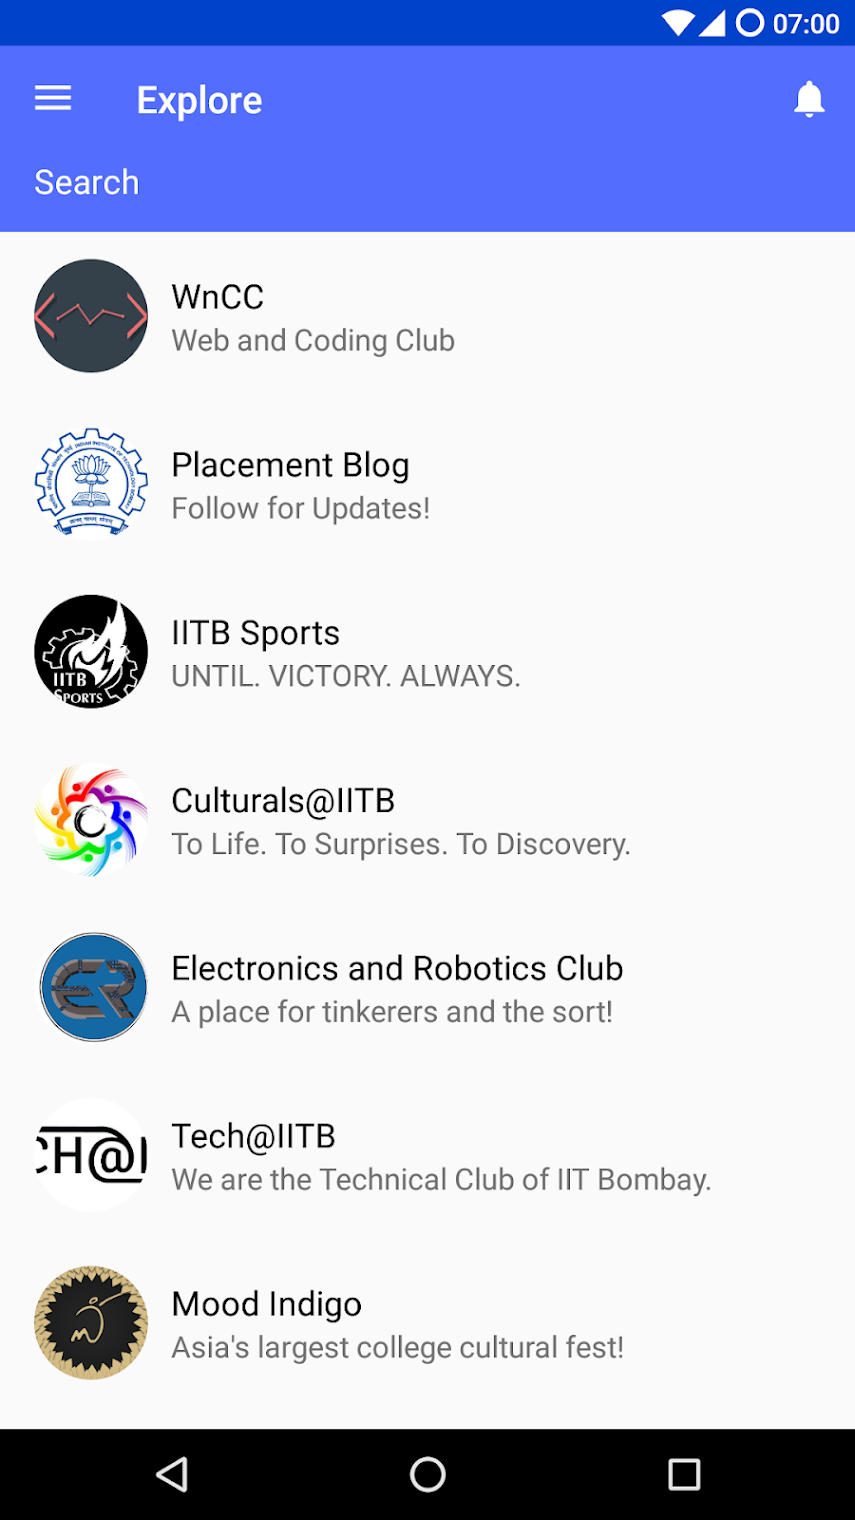 07:00
Explore
Search
WnCC
Web and Coding Club
Placement Blog
Follow for Updates!
IITB Sports
UNTIL. VICTORY. ALWAYS.
IITB
SPORTS
Culturals@IITB
To Life. To Surprises. To Discovery.
Electronics and Robotics Club
A place for tinkerers and the sort!
ER
Tech@IITB
We are the Technical Club of IIT Bombay.
CH@I
Mood Indigo
Asia's largest college cultural fest!